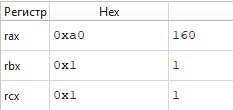 Регистр Hex
rax 0xa0 160
rbx 0x1 1
rcx 0x1 1